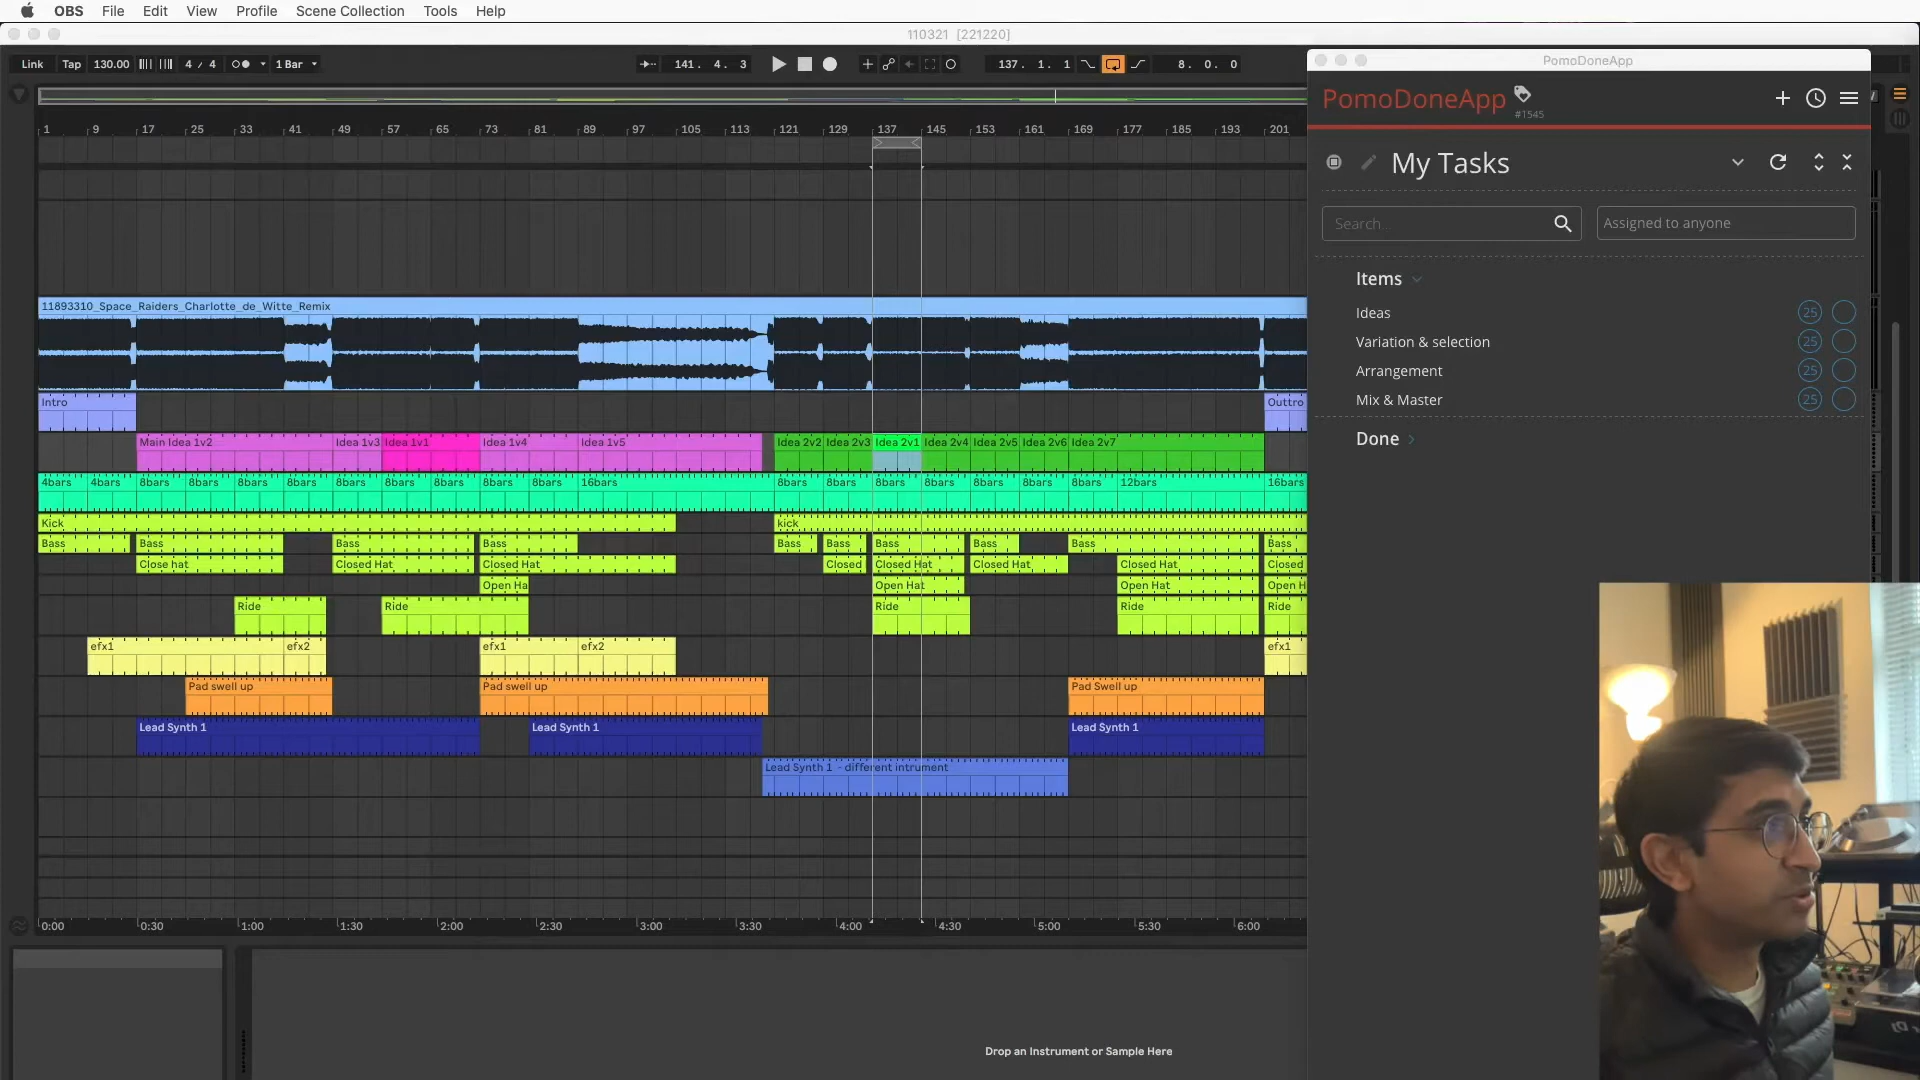 OBS File Edit View Profile Scene Collection Tools Help
110321 [221220]
Link Tap 130.00 4 / 4 1 Bar 141. 4. 3 137. 1. 1 8. 0. 0
1 9 17 25 33 41 49 57 65 73 81 89 97 105 113 121 129 137 145 153 161 169 177 185 193 201
11893310_Space_Raiders_Charlotte_de_Witte_Remix
Intro Outtro
Main Idea 1v2 Idea 1v3 Idea 1v1 Idea 1v4 Idea 1v5 Idea 2v2 Idea 2v3 Idea 2v1 Idea 2v4 Idea 2v5 Idea 2v6 Idea 2v7
4bars 4bars 8bars 8bars 8bars 8bars 8bars 8bars 8bars 8bars 8bars 16bars 8bars 8bars 8bars 8bars 8bars 8bars 8bars 12bars 16bars
Kick kick
Bass Bass Bass Bass Bass Bass Bass Bass Bass Bass
Close hat Closed Hat Closed Hat Closed Closed Hat Closed Hat Closed Hat Closed
Open Ha Open Hat Open Hat Open H
Ride Ride Ride Ride Ride
efx1 efx2 efx1 efx2 efx1
Pad swell up Pad swell up Pad Swell up
Lead Synth 1 Lead Synth 1 Lead Synth 1
Lead Synth 1 - different intrument
0:00 0:30 1:00 1:30 2:00 2:30 3:00 3:30 4:00 4:30 5:00 5:30 6:00
Drop an Instrument or Sample Here
PomoDoneApp
PomoDoneApp
#1545
My Tasks
Search... Assigned to anyone
Items
Ideas 25
Variation & selection 25
Arrangement 25
Mix & Master 25
Done